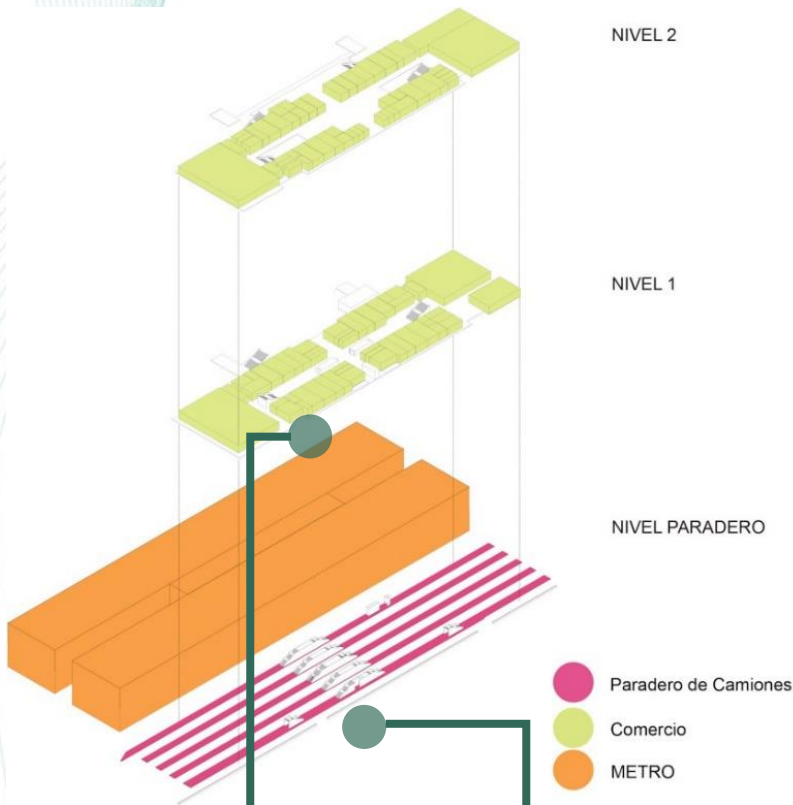 NIVEL 2
NIVEL 1
NIVEL PARADERO
Paradero de Camiones
Comercio
METRO